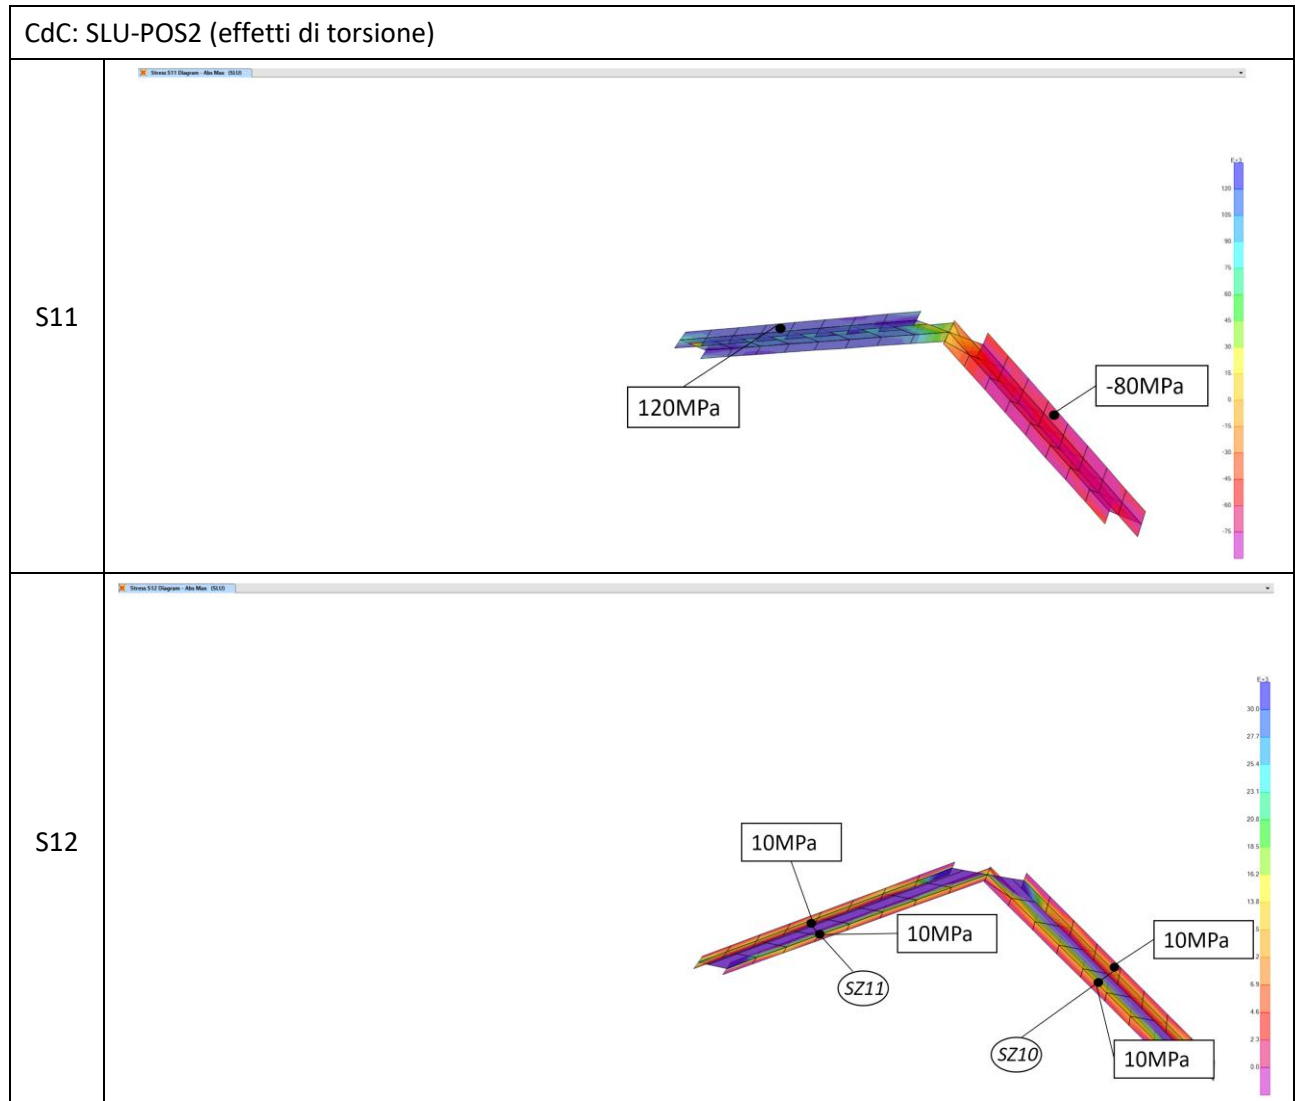 CdC: SLU-POS2 (effetti di torsione)
Stress S11 Diagram - Abs Max (SLU)
S11
E+3
120
105
90
75
60
45
30
15
0
-15
-30
-45
-60
-75
120MPa
-80MPa
Stress S12 Diagram - Abs Max (SLU)
S12
E+3
30.0
27.7
25.4
23.1
20.8
18.5
16.2
13.8
6.9
4.6
2.3
0.0
10MPa
10MPa
10MPa
SZ11
SZ10
10MPa